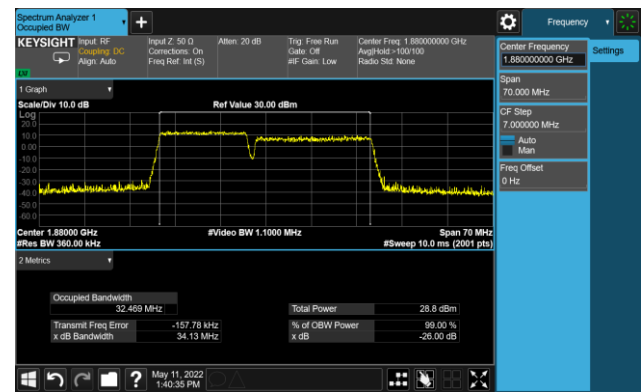 Spectrum Analyzer 1
Occupied BW
Frequency
KEYSIGHT
Input: RF
Coupling: DC
Align: Auto
Input Z: 50 Ω
Corrections: On
Freq Ref: Int (S)
Atten: 20 dB
Trig: Free Run
Gate: Off
#IF Gain: Low
Center Freq: 1.880000000 GHz
Avg|Hold:>100/100
Radio Std: None
Center Frequency
1.880000000 GHz
Settings
Span
70.000 MHz
CF Step
7.000000 MHz
Auto
Man
Freq Offset
0 Hz
1 Graph
Scale/Div 10.0 dB
Ref Value 30.00 dBm
Log
20.0
10.0
0.00
-10.0
-20.0
-30.0
-40.0
-50.0
-60.0
Center 1.88000 GHz
#Video BW 1.1000 MHz
Span 70 MHz
#Res BW 360.00 kHz
#Sweep 10.0 ms (2001 pts)
2 Metrics
Occupied Bandwidth
32.469 MHz
Total Power
28.8 dBm
Transmit Freq Error
-157.78 kHz
% of OBW Power
99.00 %
x dB Bandwidth
34.13 MHz
x dB
-26.00 dB
?
May 11, 2022
1:40:35 PM